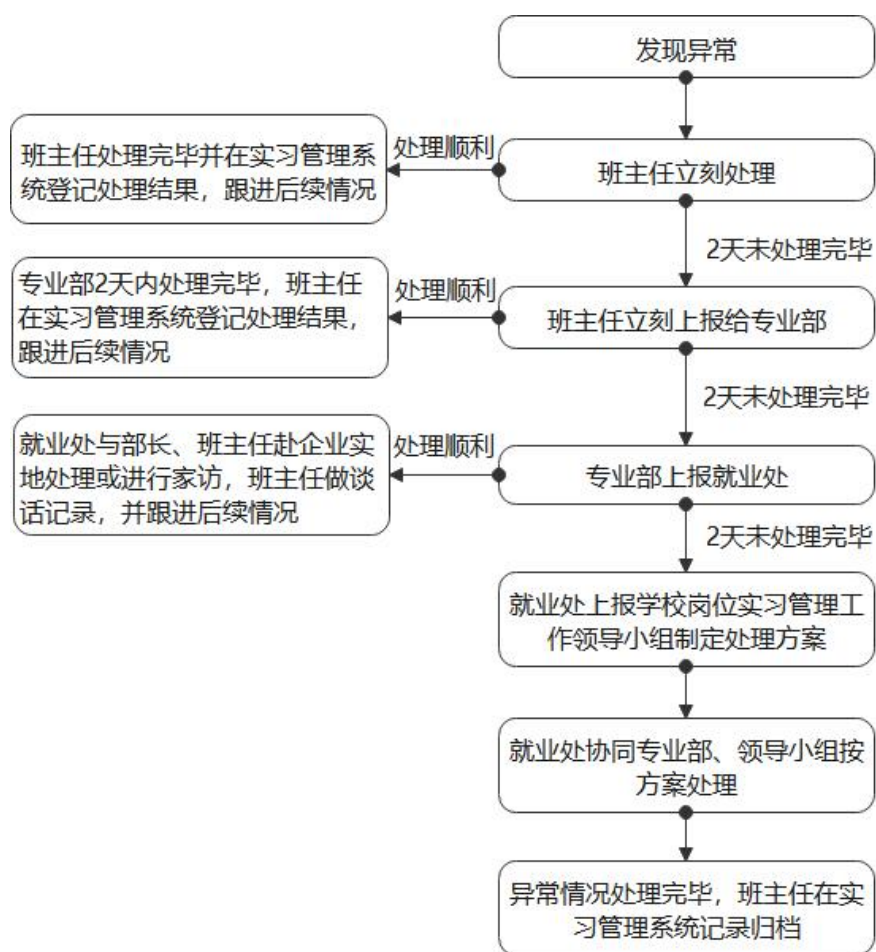 发现异常
班主任处理完毕并在实习管理系
统登记处理结果，跟进后续情况
处理顺利
班主任立刻处理
2天未处理完毕
专业部2天内处理完毕，班主任
在实习管理系统登记处理结果，
跟进后续情况
处理顺利
班主任立刻上报给专业部
2天未处理完毕
就业处与部长、班主任赴企业实
地处理或进行家访，班主任做谈
话记录，并跟进后续情况
处理顺利
专业部上报就业处
2天未处理完毕
就业处上报学校岗位实习管理工
作领导小组制定处理方案
就业处协同专业部、领导小组按
方案处理
异常情况处理完毕，班主任在实
习管理系统记录归档